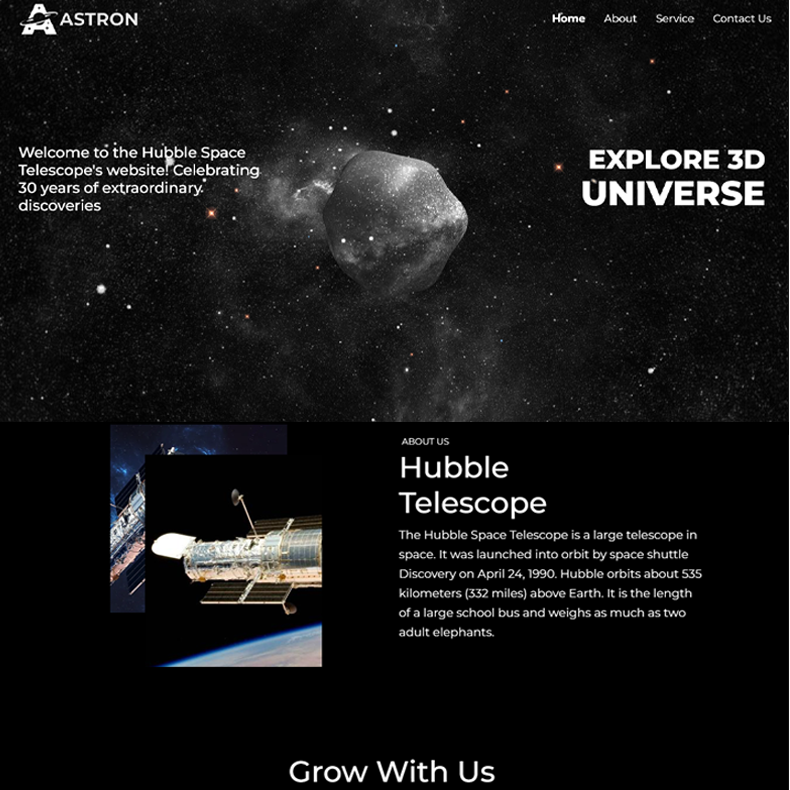 ASTRON
Home About Service Contact Us
Welcome to the Hubble Space
Telescope's website! Celebrating
30 years of extraordinary
discoveries
EXPLORE 3D
UNIVERSE
ABOUT US
Hubble
Telescope
The Hubble Space Telescope is a large telescope in
space. It was launched into orbit by space shuttle
Discovery on April 24, 1990. Hubble orbits about 535
kilometers (332 miles) above Earth. It is the length
of a large school bus and weighs as much as two
adult elephants.
Grow With Us